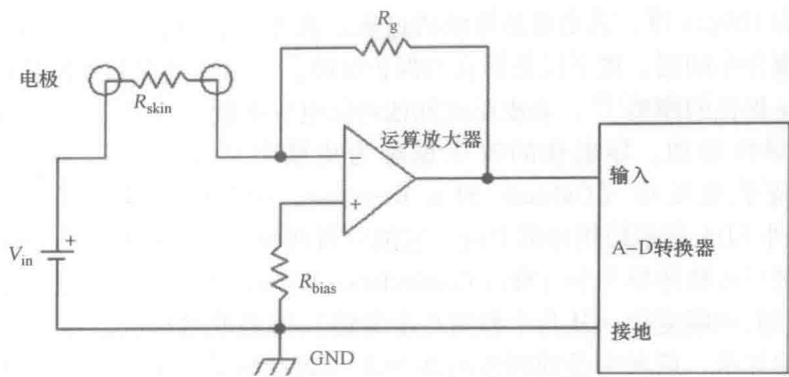 R_g
电极
R_skin
运算放大器
输入
+
V_in
+
A-D转换器
R_bias
接地
GND